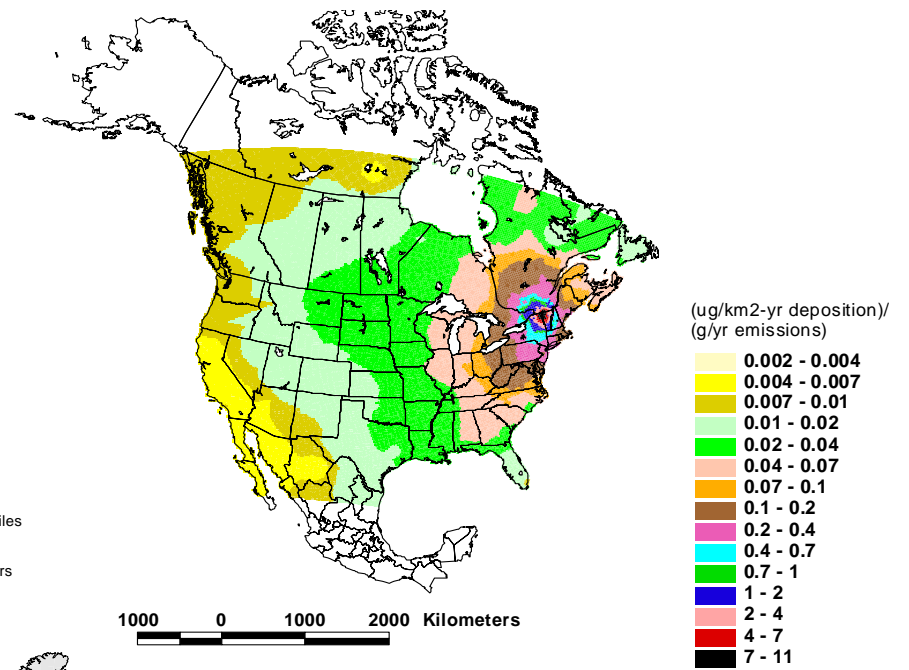 (ug/km2-yr deposition)/
(g/yr emissions)
0.002 - 0.004
0.004 - 0.007
0.007 - 0.01
0.01 - 0.02
0.02 - 0.04
0.04 - 0.07
0.07 - 0.1
0.1 - 0.2
0.2 - 0.4
0.4 - 0.7
0.7 - 1
1 - 2
2 - 4
4 - 7
7 - 11
iles
rs
1000 0 1000 2000 Kilometers